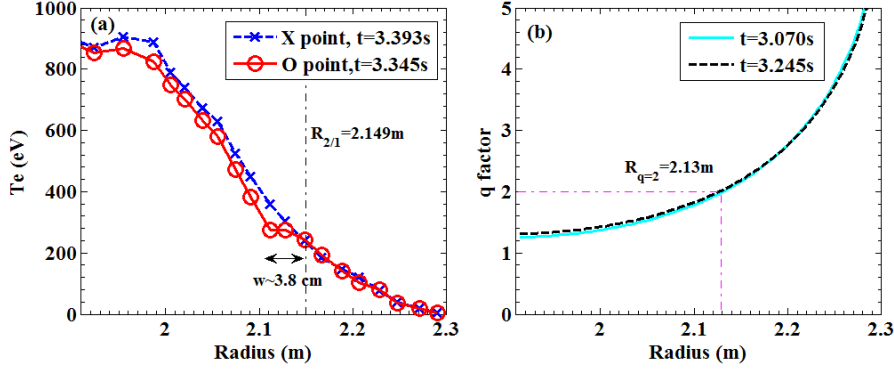 (a)
X point, t=3.393s
O point,t=3.345s
R2/1=2.149m
w~3.8 cm
Te (eV)
1000
800
600
400
200
0
2
2.1
2.2
2.3
Radius (m)
(b)
t=3.070s
t=3.245s
Rq=2=2.13m
q factor
5
4
3
2
1
0
2
2.1
2.2
2.3
Radius (m)